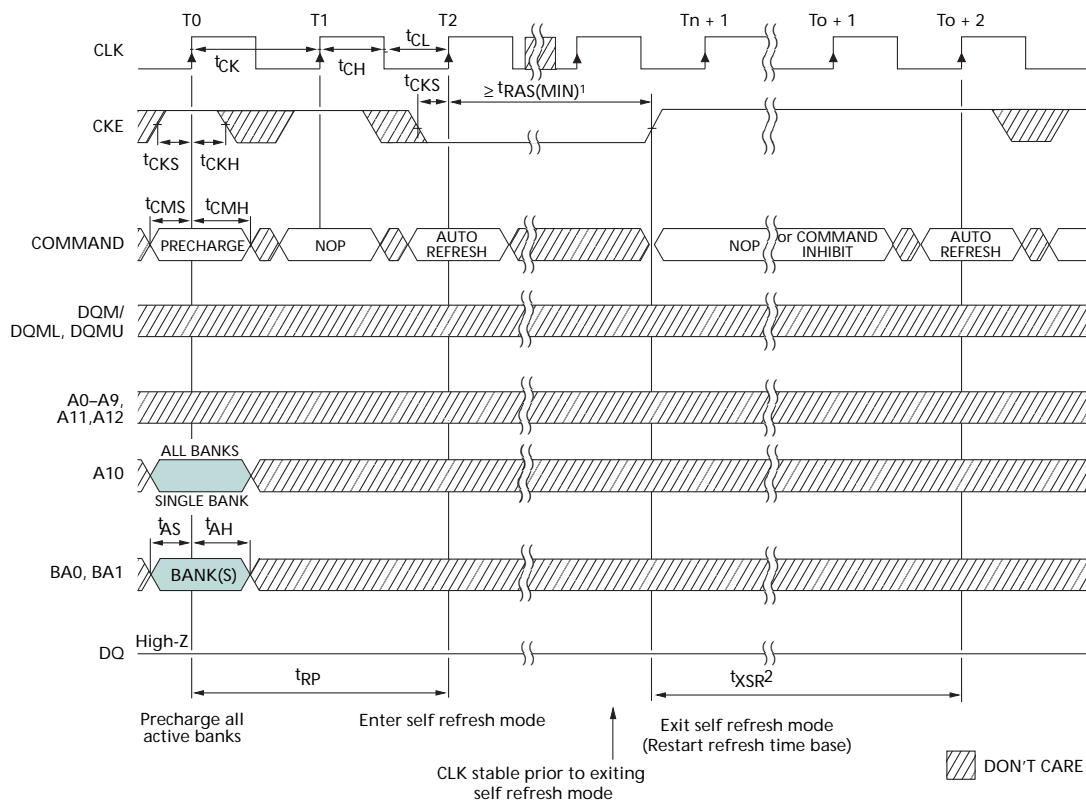 T0 T1 T2 Tn + 1 To + 1 To + 2
CLK
tCK tCH tCL
tCKS ≥ tRAS(MIN)1
CKE
tCKS tCKH
tCMS tCMH
COMMAND PRECHARGE NOP AUTO REFRESH NOP or COMMAND INHIBIT AUTO REFRESH
DQM/
DQML, DQMU
A0–A9,
A11,A12
ALL BANKS
A10
SINGLE BANK
tAS tAH
BA0, BA1 BANK(S)
High-Z
DQ
tRP tXSR2
Precharge all
active banks
Enter self refresh mode
CLK stable prior to exiting
self refresh mode
Exit self refresh mode
(Restart refresh time base)
DON'T CARE